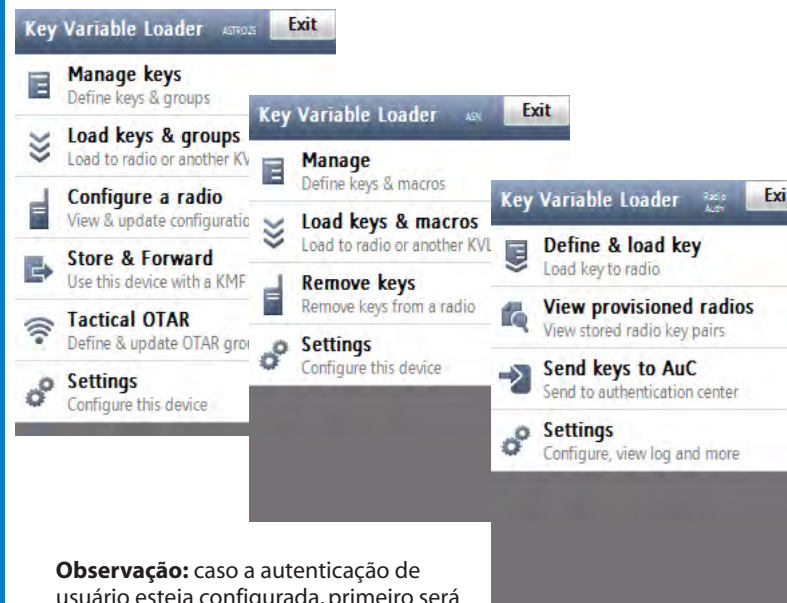 Key Variable Loader ASTRO25 Exit
Manage keys
Define keys & groups
Load keys & groups
Load to radio or another KV
Configure a radio
View & update configuratio
Store & Forward
Use this device with a KMF
Tactical OTAR
Define & update OTAR grou
Settings
Configure this device
Key Variable Loader ASN Exit
Manage
Define keys & macros
Load keys & macros
Load to radio or another KVL
Remove keys
Remove keys from a radio
Settings
Configure this device
Key Variable Loader Radio Auth Exi
Define & load key
Load key to radio
View provisioned radios
View stored radio key pairs
Send keys to AuC
Send to authentication center
Settings
Configure, view log and more
Observação: caso a autenticação de
usuário esteja configurada, primeiro será